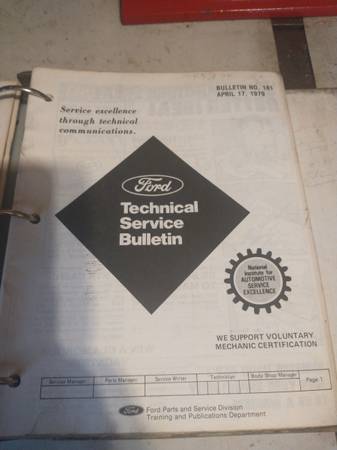 BULLETIN NO. 181
APRIL 17, 1979
Service excellence
through technical
communications.
Ford
Technical
Service
Bulletin
National
Institute for
AUTOMOTIVE
SERVICE
EXCELLENCE
WE SUPPORT VOLUNTARY
MECHANIC CERTIFICATION
Service Manager Parts Manager Service Writer Technician Body Shop Manager Page 1
Ford Ford Parts and Service Division
Training and Publications Department